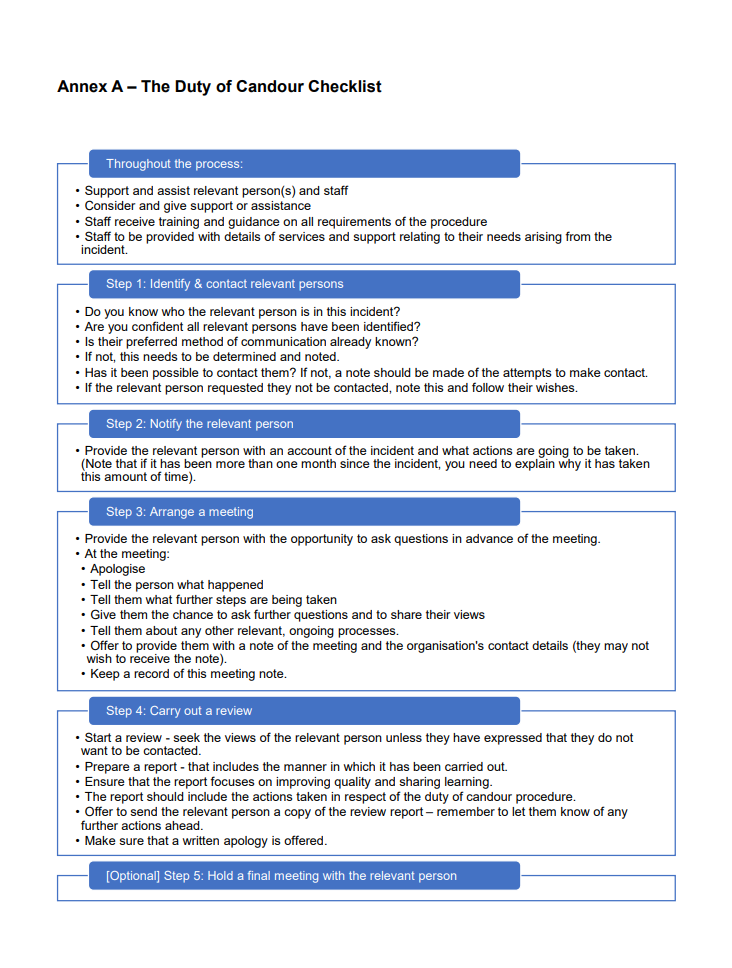 Annex A – The Duty of Candour Checklist
Throughout the process:
• Support and assist relevant person(s) and staff
• Consider and give support or assistance
• Staff receive training and guidance on all requirements of the procedure
• Staff to be provided with details of services and support relating to their needs arising from the
incident.
Step 1: Identify & contact relevant persons
• Do you know who the relevant person is in this incident?
• Are you confident all relevant persons have been identified?
• Is their preferred method of communication already known?
• If not, this needs to be determined and noted.
• Has it been possible to contact them? If not, a note should be made of the attempts to make contact.
• If the relevant person requested they not be contacted, note this and follow their wishes.
Step 2: Notify the relevant person
• Provide the relevant person with an account of the incident and what actions are going to be taken.
(Note that if it has been more than one month since the incident, you need to explain why it has taken
this amount of time).
Step 3: Arrange a meeting
• Provide the relevant person with the opportunity to ask questions in advance of the meeting.
• At the meeting:
• Apologise
• Tell the person what happened
• Tell them what further steps are being taken
• Give them the chance to ask further questions and to share their views
• Tell them about any other relevant, ongoing processes.
• Offer to provide them with a note of the meeting and the organisation's contact details (they may not
wish to receive the note).
• Keep a record of this meeting note.
Step 4: Carry out a review
• Start a review - seek the views of the relevant person unless they have expressed that they do not
want to be contacted.
• Prepare a report - that includes the manner in which it has been carried out.
• Ensure that the report focuses on improving quality and sharing learning.
• The report should include the actions taken in respect of the duty of candour procedure.
• Offer to send the relevant person a copy of the review report – remember to let them know of any
further actions ahead.
• Make sure that a written apology is offered.
[Optional] Step 5: Hold a final meeting with the relevant person